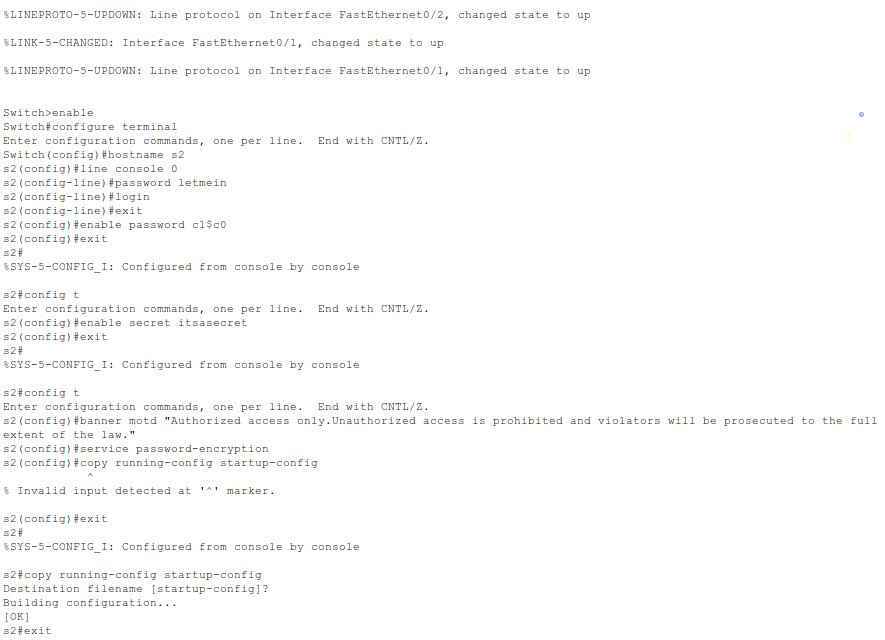 %LINEPROTO-5-UPDOWN: Line protocol on Interface FastEthernet0/2, changed state to up
%LINK-5-CHANGED: Interface FastEthernet0/1, changed state to up
%LINEPROTO-5-UPDOWN: Line protocol on Interface FastEthernet0/1, changed state to up
Switch>enable
Switch#configure terminal
Enter configuration commands, one per line.  End with CNTL/Z.
Switch(config)#hostname s2
s2(config)#line console 0
s2(config-line)#password letmein
s2(config-line)#login
s2(config-line)#exit
s2(config)#enable password c1$c0
s2(config)#exit
s2#
%SYS-5-CONFIG_I: Configured from console by console
s2#config t
Enter configuration commands, one per line.  End with CNTL/Z.
s2(config)#enable secret itsasecret
s2(config)#exit
s2#
%SYS-5-CONFIG_I: Configured from console by console
s2#config t
Enter configuration commands, one per line.  End with CNTL/Z.
s2(config)#banner motd "Authorized access only.Unauthorized access is prohibited and violators will be prosecuted to the full
extent of the law."
s2(config)#service password-encryption
s2(config)#copy running-config startup-config
^
% Invalid input detected at '^' marker.
s2(config)#exit
s2#
%SYS-5-CONFIG_I: Configured from console by console
s2#copy running-config startup-config
Destination filename [startup-config]?
Building configuration...
[OK]
s2#exit